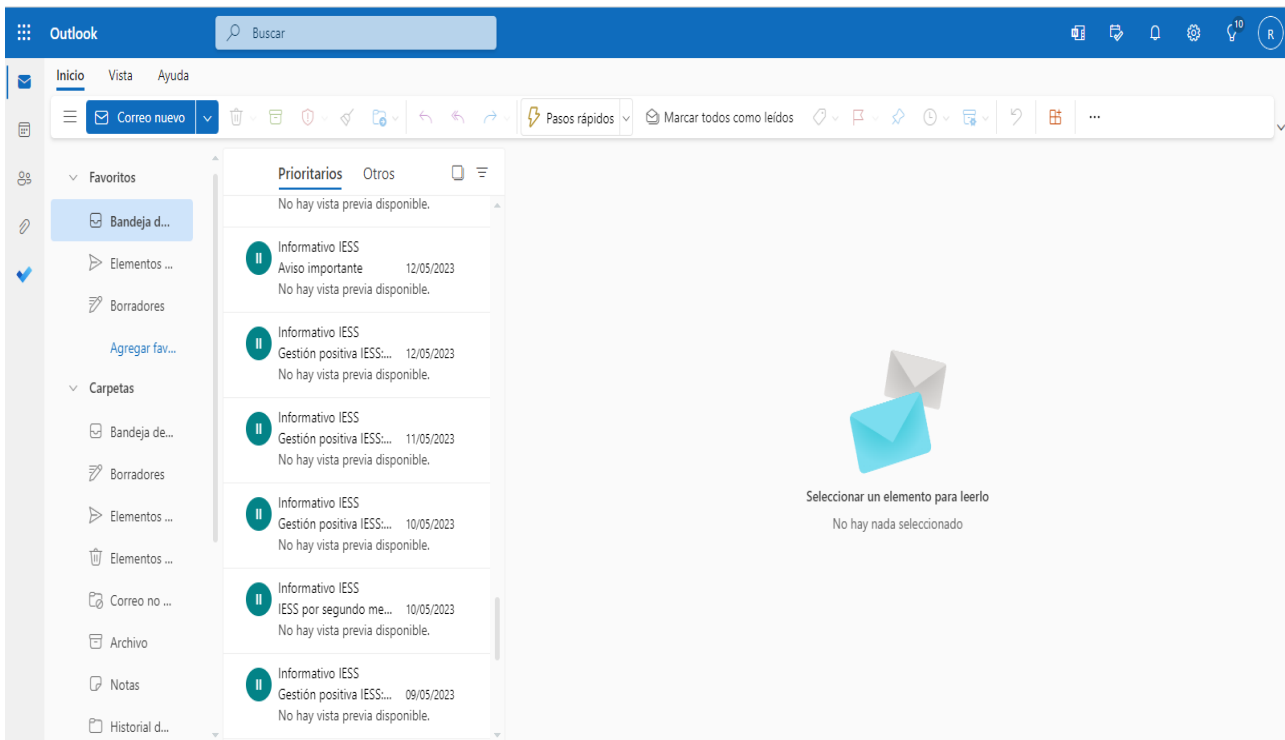 Outlook
Buscar
10
R
Inicio Vista Ayuda
Correo nuevo
Pasos rápidos
Marcar todos como leídos
...
Favoritos
Bandeja d...
Elementos ...
Borradores
Agregar fav...
Carpetas
Bandeja de...
Borradores
Elementos ...
Elementos ...
Correo no ...
Archivo
Notas
Historial d...
Prioritarios Otros
No hay vista previa disponible.
II
Informativo IESS
Aviso importante 12/05/2023
No hay vista previa disponible.
II
Informativo IESS
Gestión positiva IESS:... 12/05/2023
No hay vista previa disponible.
II
Informativo IESS
Gestión positiva IESS:... 11/05/2023
No hay vista previa disponible.
II
Informativo IESS
Gestión positiva IESS:... 10/05/2023
No hay vista previa disponible.
II
Informativo IESS
IESS por segundo me... 10/05/2023
No hay vista previa disponible.
II
Informativo IESS
Gestión positiva IESS:... 09/05/2023
No hay vista previa disponible.
Seleccionar un elemento para leerlo
No hay nada seleccionado